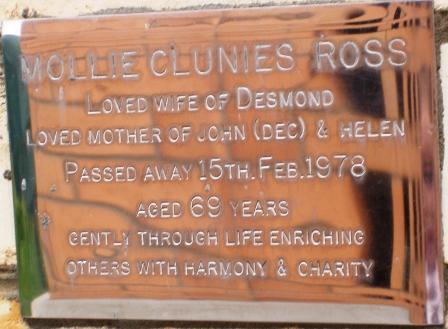 MOLLIE CLUNIES ROSS
LOVED WIFE OF DESMOND
LOVED MOTHER OF JOHN (DEC) & HELEN
PASSED AWAY 15TH. FEB. 1978
AGED 69 YEARS
GENTLY THROUGH LIFE ENRICHING
OTHERS WITH HARMONY & CHARITY